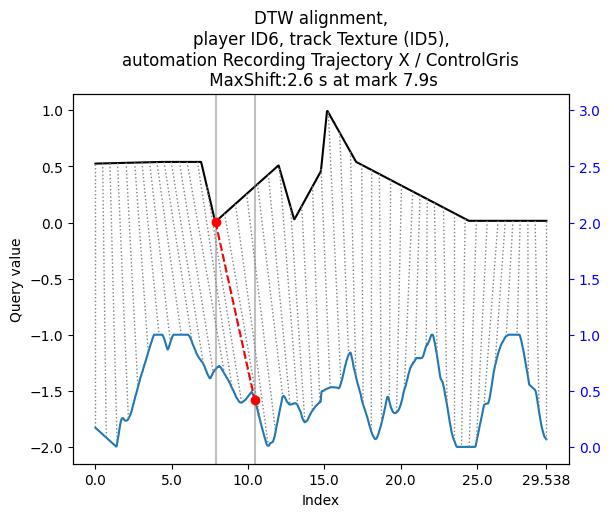 DTW alignment,
player ID6, track Texture (ID5),
automation Recording Trajectory X / ControlGris
MaxShift:2.6 s at mark 7.9s
1.0
0.5
0.0
−0.5
−1.0
−1.5
−2.0
Query value
3.0
2.5
2.0
1.5
1.0
0.5
0.0
0.0 5.0 10.0 15.0 20.0 25.0 29.538
Index